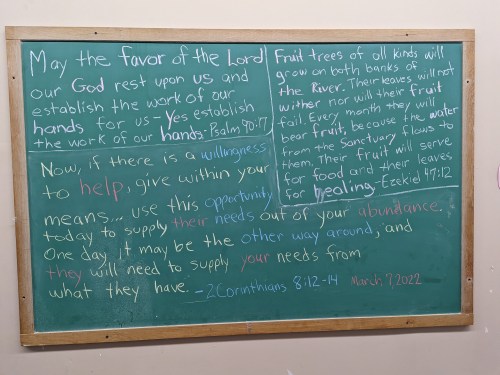 May the favor of the Lord
our God rest upon us and
establish the work of our
hands for us - Yes establish
the work of our hands - Psalm 90:17
Fruit trees of all kinds will
grow on both banks of
the River. Their leaves will not
wither nor will their fruit
fail. Every month they will
bear fruit, because the water
from the Sanctuary flows to
them. Their fruit will serve
for food and their leaves
for healing - Ezekiel 47:12
Now, if there is a willingness
to help, give within your
means... use this opportunity
today to supply their needs out of your abundance.
One day it may be the other way around, and
they will need to supply your needs from
what they have. - 2 Corinthians 8:12-14 March 7, 2022